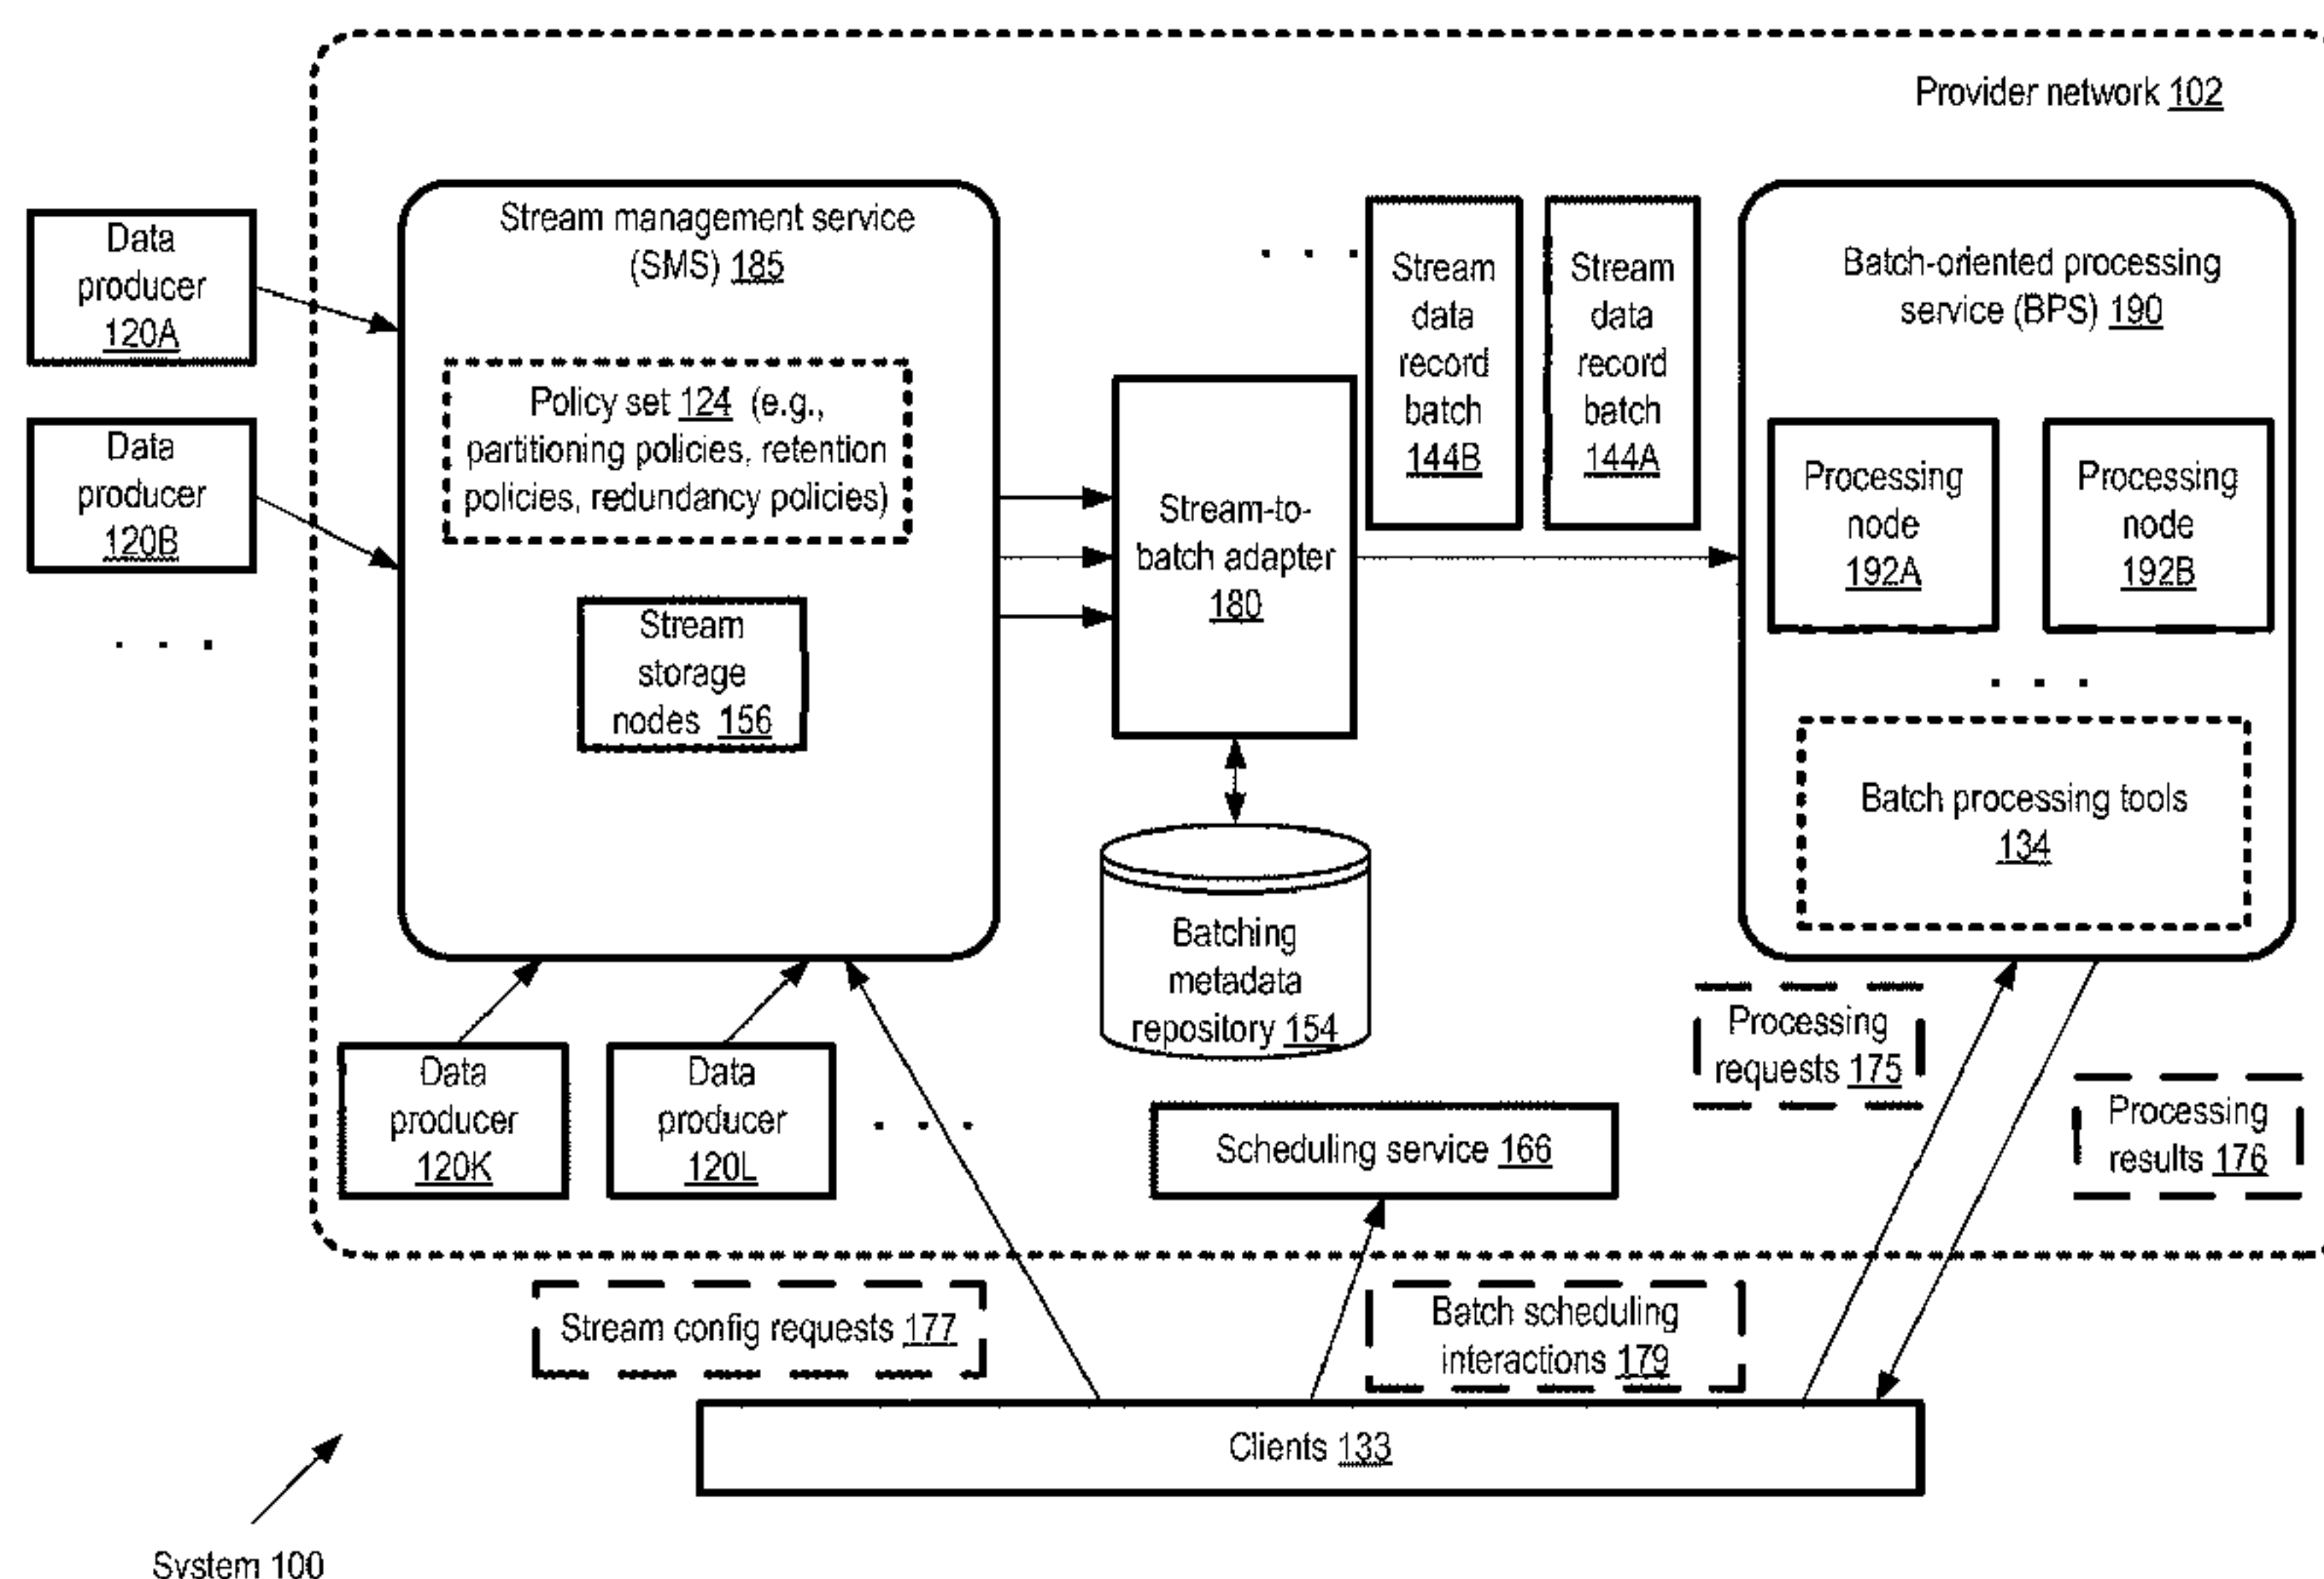 Provider network 102
Data
producer
120A
Data
producer
120B
. . .
Stream management service
(SMS) 185
Policy set 124 (e.g.,
partitioning policies, retention
policies, redundancy policies)
Stream
storage
nodes 156
Stream-to-
batch adapter
180
. . .
Stream
data
record
batch
144B
Stream
data
record
batch
144A
Batch-oriented processing
service (BPS) 190
Processing
node
192A
Processing
node
192B
. . .
Batch processing tools
134
Batching
metadata
repository 154
Data
producer
120K
Data
producer
120L
. . .
Scheduling service 166
Processing
requests 175
Processing
results 176
Stream config requests 177
Batch scheduling
interactions 179
Clients 133
System 100